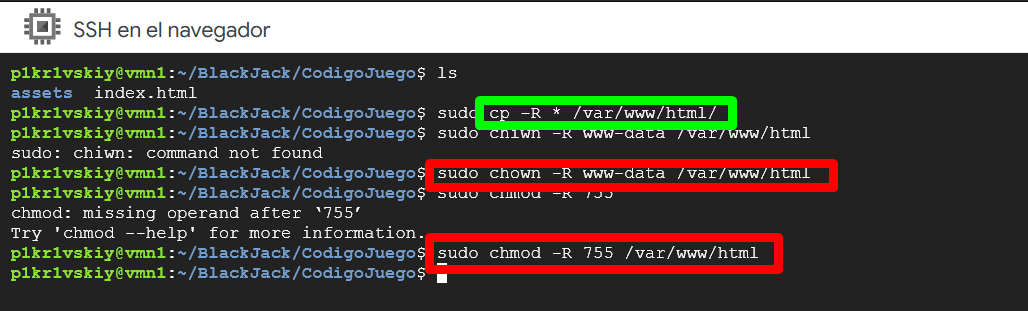 SSH en el navegador
p1kr1vskiy@vmn1:~/BlackJack/CodigoJuego$ ls
assets  index.html
p1kr1vskiy@vmn1:~/BlackJack/CodigoJuego$ sudo cp -R * /var/www/html/
p1kr1vskiy@vmn1:~/BlackJack/CodigoJuego$ sudo chiwn -R www-data /var/www/html
sudo: chiwn: command not found
p1kr1vskiy@vmn1:~/BlackJack/CodigoJuego$ sudo chown -R www-data /var/www/html
p1kr1vskiy@vmn1:~/BlackJack/CodigoJuego$ sudo chmod -R 755
chmod: missing operand after ‘755’
Try 'chmod --help' for more information.
p1kr1vskiy@vmn1:~/BlackJack/CodigoJuego$ sudo chmod -R 755 /var/www/html
p1kr1vskiy@vmn1:~/BlackJack/CodigoJuego$